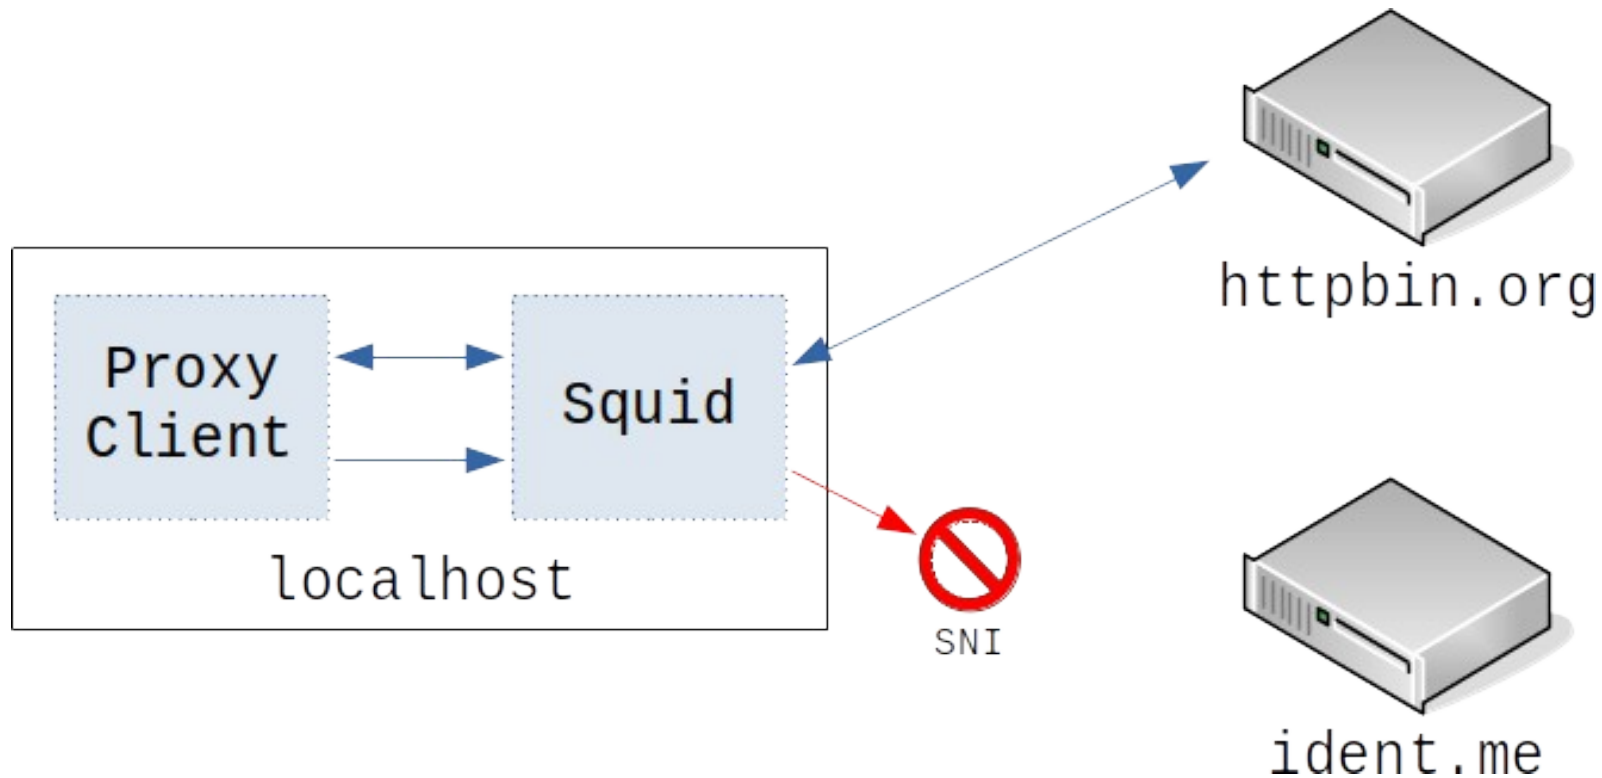 httpbin.org
Proxy
Client
Squid
localhost
SNI
ident.me